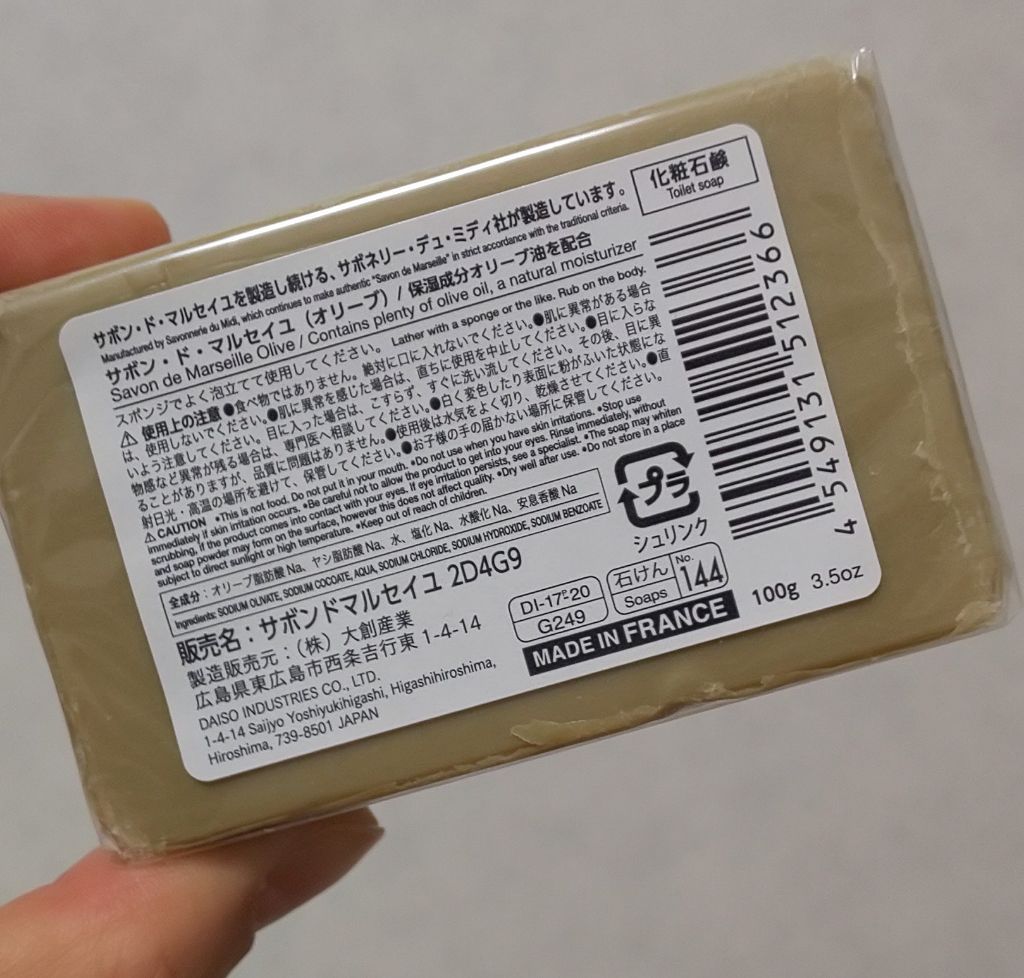 サボン・ド・マルセイユを製造し続ける、サボネリー・デュ・ミディ社が製造しています。
Manufactured by Savonnerie du Midi, which continues to make authentic "Savon de Marseille" in strict accordance with the traditional criteria.
化粧石鹸
Toilet soap
サボン・ド・マルセイユ（オリーブ）/ 保湿成分オリーブ油を配合
Savon de Marseille Olive / Contains plenty of olive oil, a natural moisturizer
スポンジでよく泡立てて使用してください。 Lather with a sponge or the like. Rub on the body.
⚠ 使用上の注意 ●食べ物ではありません。絶対に口に入れないでください。●肌に異常がある場合
は、使用しないでください。●肌に異常を感じた場合は、直ちに使用を中止してください。●目に入らな
いよう注意してください。目に入った場合は、こすらず、すぐに洗い流してください。その後、目に異
物感など異常が残る場合は、専門医へ相談してください。●白く変色したり表面に粉がふいた状態にな
ることがありますが、品質に問題はありません。●使用後は水気をよく切り、乾燥させてください。●直
射日光・高温の場所を避けて、保管してください。●お子様の手の届かない場所に保管してください。
⚠ CAUTION •This is not food. Do not put it in your mouth. •Do not use when you have skin irritations. •Stop use
immediately if skin irritation occurs. •Be careful not to allow the product to get into your eyes. Rinse immediately, without
scrubbing, if the product comes into contact with your eyes. If eye irritation persists, see a specialist. •The soap may whiten
and soap powder may form on the surface, however this does not affect quality. •Dry well after use. •Do not store in a place
subject to direct sunlight or high temperature. •Keep out of reach of children.
全成分：オリーブ脂肪酸Na、ヤシ脂肪酸Na、水、塩化Na、水酸化Na、安息香酸Na
Ingredients: SODIUM OLIVATE, SODIUM COCOATE, AQUA, SODIUM CHLORIDE, SODIUM HYDROXIDE, SODIUM BENZOATE
プラ
シュリンク
販売名：サボンドマルセイユ 2D4G9
製造販売元：（株）大創産業
広島県東広島市西条吉行東 1-4-14
DAISO INDUSTRIES CO., LTD.
1-4-14 Saijyo Yoshiyukihigashi, Higashihiroshima,
Hiroshima, 739-8501 JAPAN
DI-17E20
G249
石けん
Soaps
No.
144
MADE IN FRANCE
100g 3.5oz
4 549131 512366